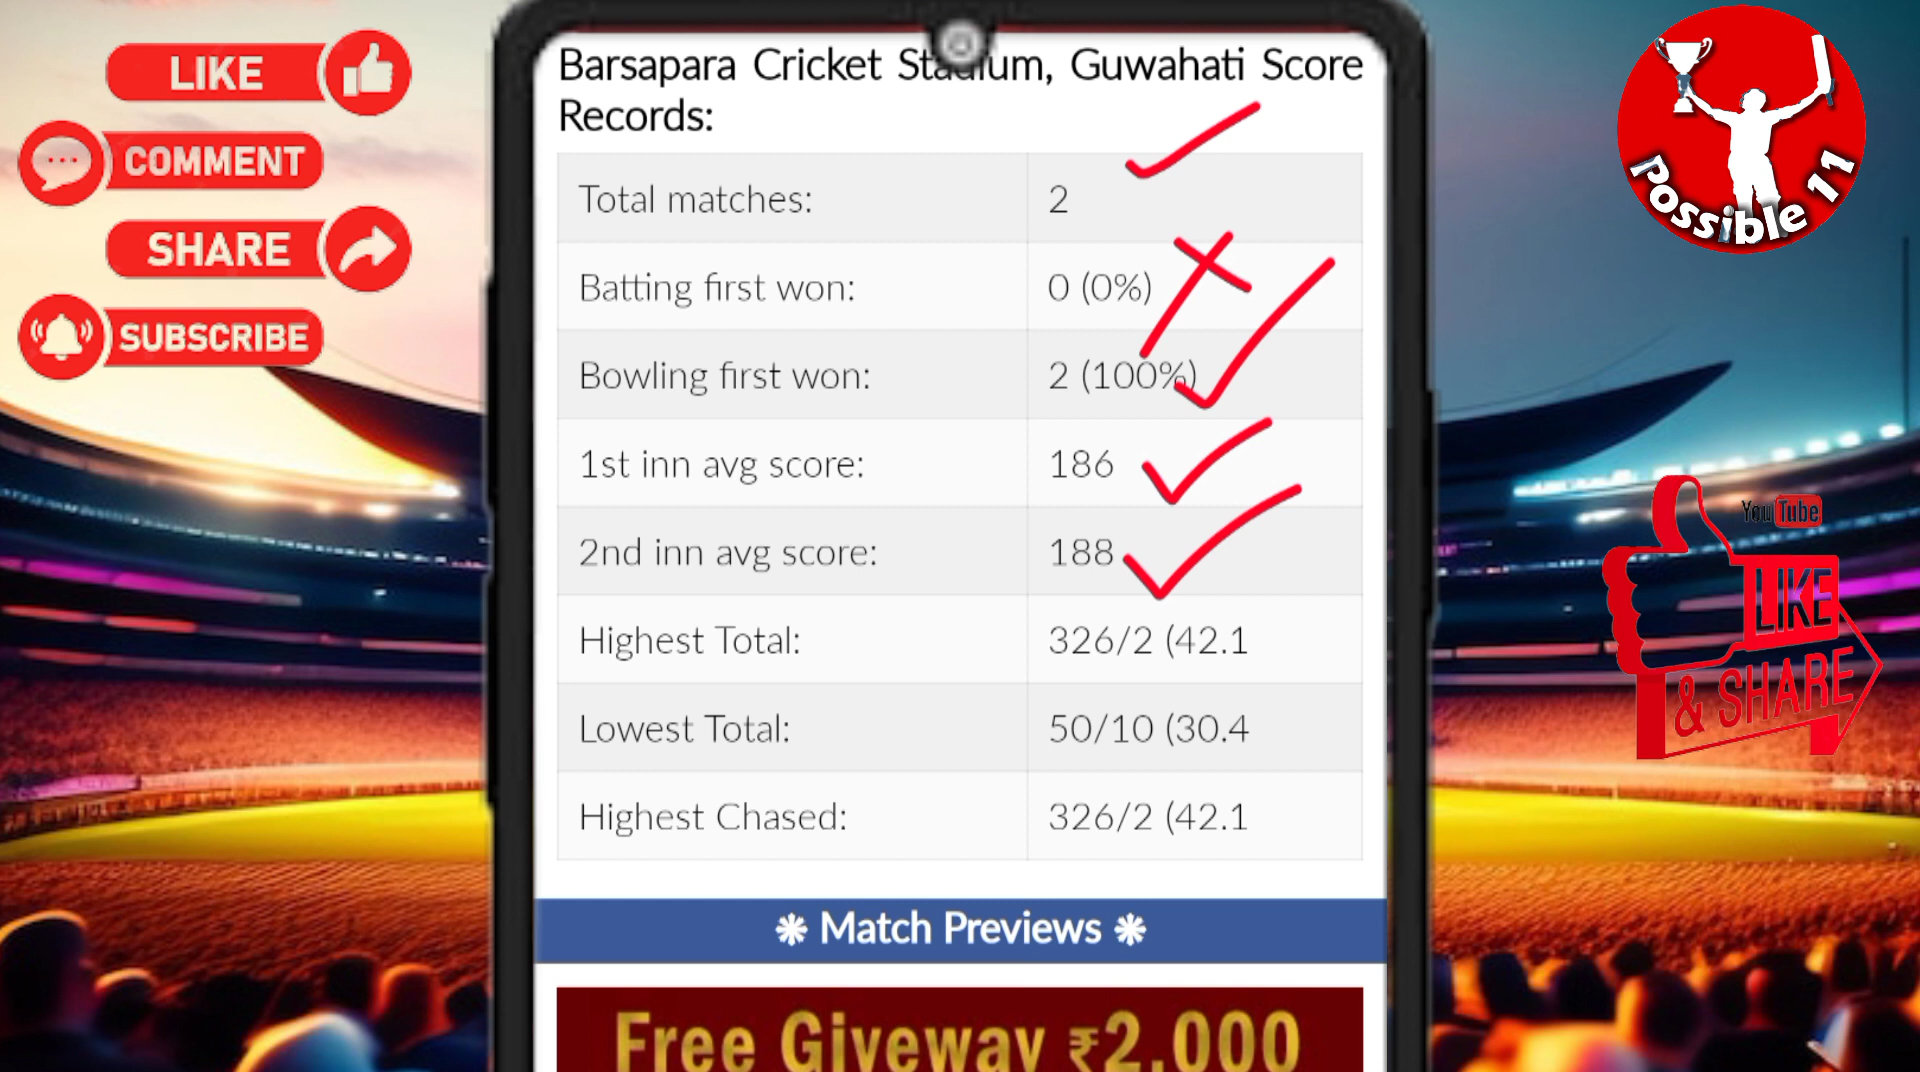 LIKE
COMMENT
SHARE
SUBSCRIBE
Barsapara Cricket Stadium, Guwahati Score
Records:
Total matches: 2
Batting first won: 0 (0%)
Bowling first won: 2 (100%)
1st inn avg score: 186
2nd inn avg score: 188
Highest Total: 326/2 (42.1
Lowest Total: 50/10 (30.4
Highest Chased: 326/2 (42.1
Match Previews
Free Giveway ₹2,000
Possible 11
YouTube
LIKE
& SHARE